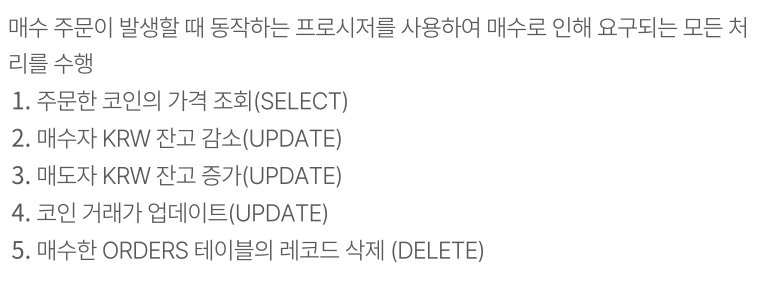 매수 주문이 발생할 때 동작하는 프로시저를 사용하여 매수로 인해 요구되는 모든 처
리를 수행
1. 주문한 코인의 가격 조회(SELECT)
2. 매수자 KRW 잔고 감소(UPDATE)
3. 매도자 KRW 잔고 증가(UPDATE)
4. 코인 거래가 업데이트(UPDATE)
5. 매수한 ORDERS 테이블의 레코드 삭제 (DELETE)